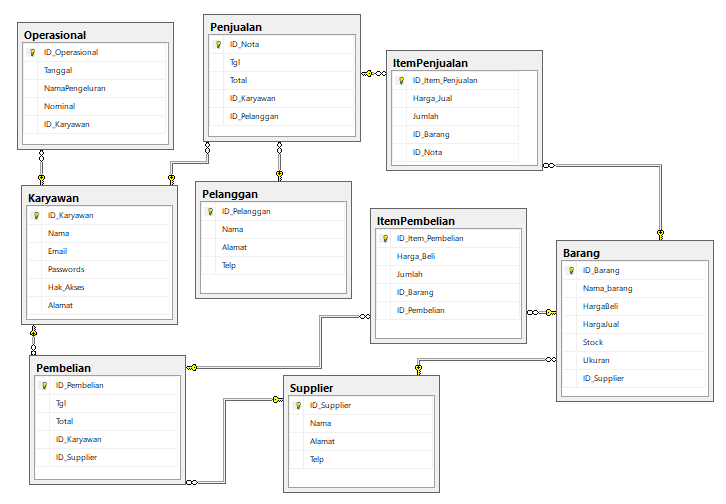 Operasional
ID_Operasional
Tanggal
NamaPengeluran
Nominal
ID_Karyawan
Penjualan
ID_Nota
Tgl
Total
ID_Karyawan
ID_Pelanggan
ItemPenjualan
ID_Item_Penjualan
Harga_Jual
Jumlah
ID_Barang
ID_Nota
Karyawan
ID_Karyawan
Nama
Email
Passwords
Hak_Akses
Alamat
Pelanggan
ID_Pelanggan
Nama
Alamat
Telp
ItemPembelian
ID_Item_Pembelian
Harga_Beli
Jumlah
ID_Barang
ID_Pembelian
Barang
ID_Barang
Nama_barang
HargaBeli
HargaJual
Stock
Ukuran
ID_Supplier
Pembelian
ID_Pembelian
Tgl
Total
ID_Karyawan
ID_Supplier
Supplier
ID_Supplier
Nama
Alamat
Telp